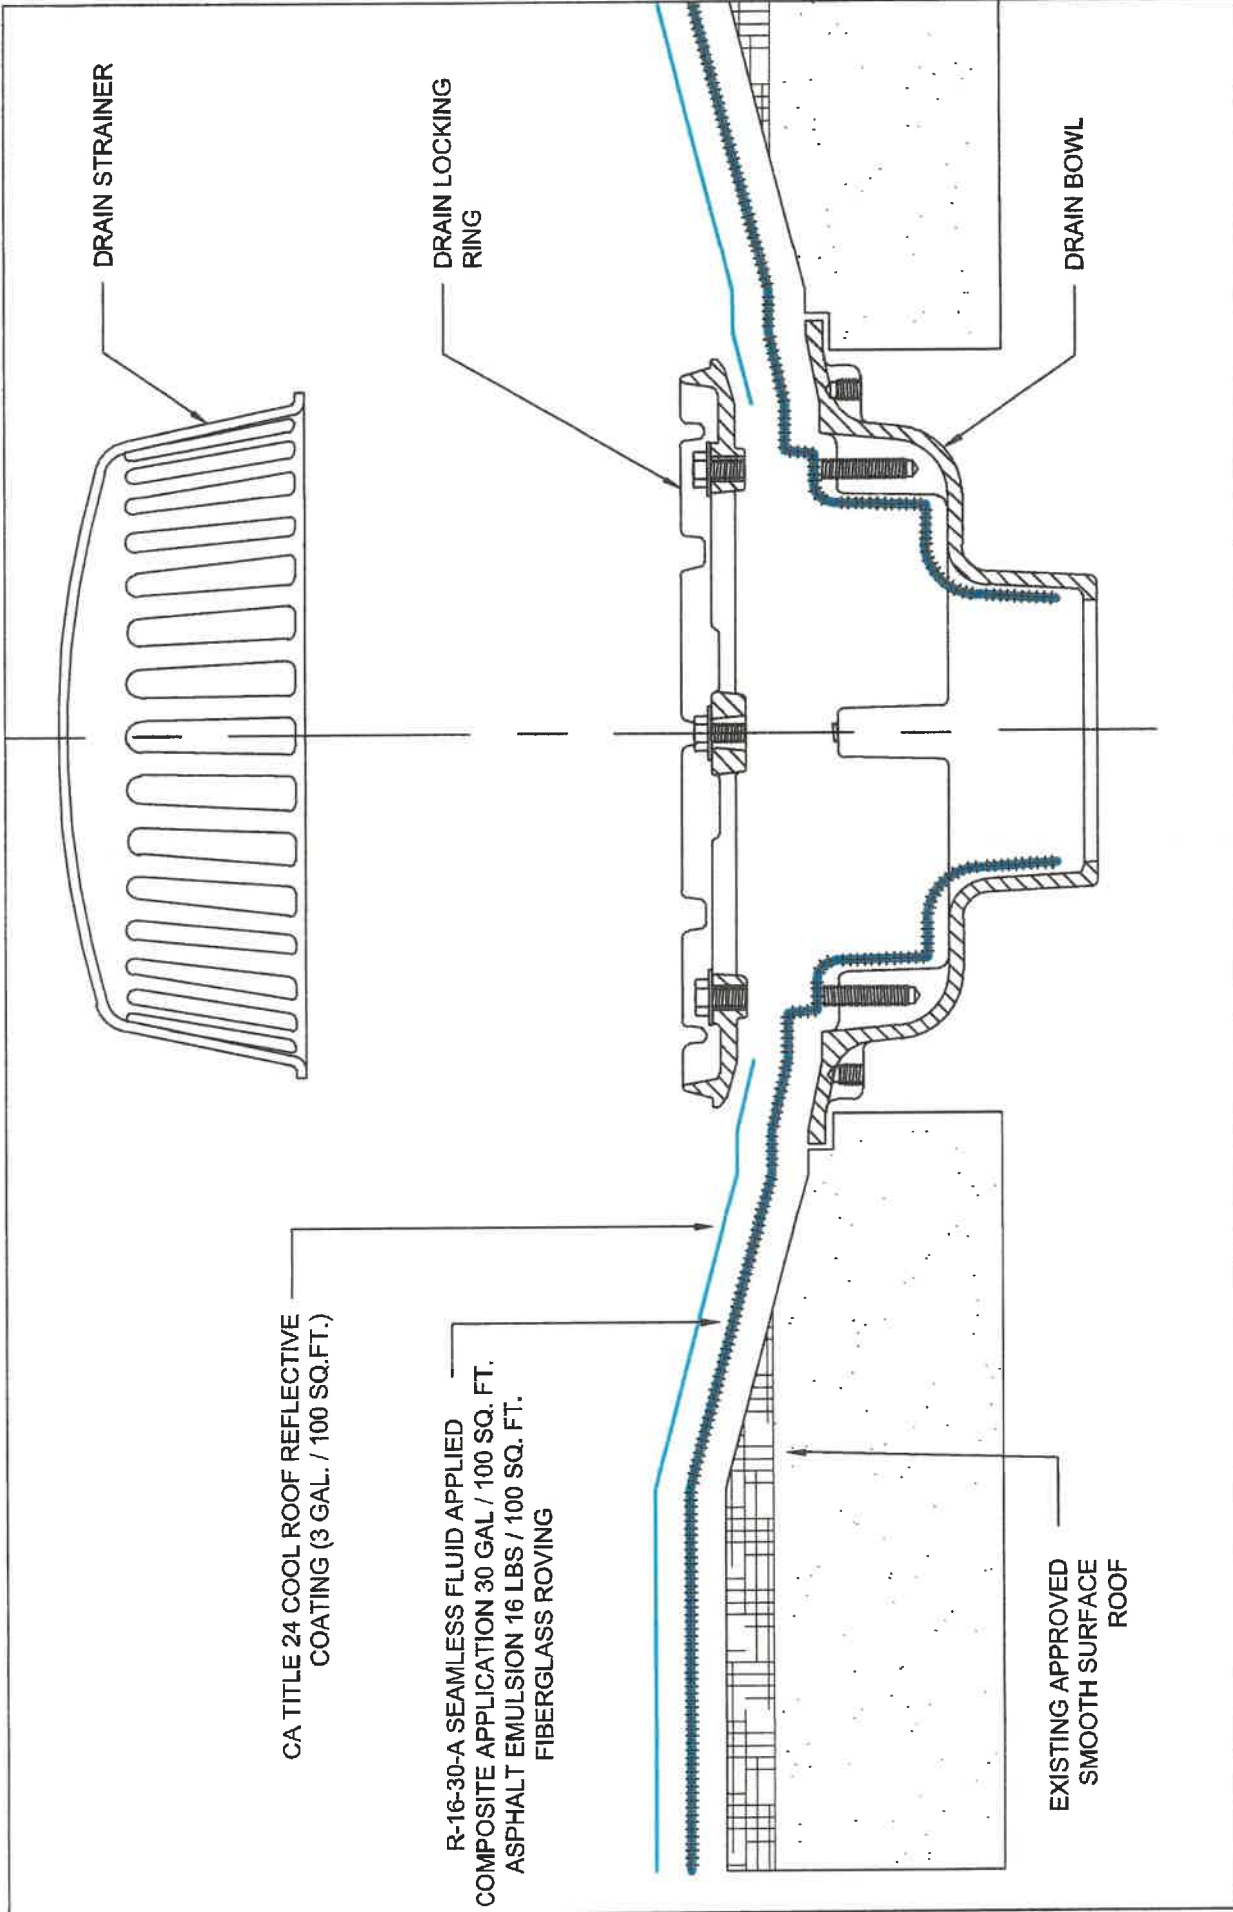 DRAIN STRAINER
DRAIN LOCKING
RING
DRAIN BOWL
CA TITLE 24 COOL ROOF REFLECTIVE
COATING (3 GAL. / 100 SQ.FT.)
R-16-30-A SEAMLESS FLUID APPLIED
COMPOSITE APPLICATION 30 GAL / 100 SQ. FT.
ASPHALT EMULSION 16 LBS / 100 SQ. FT.
FIBERGLASS ROVING
EXISTING APPROVED
SMOOTH SURFACE
ROOF